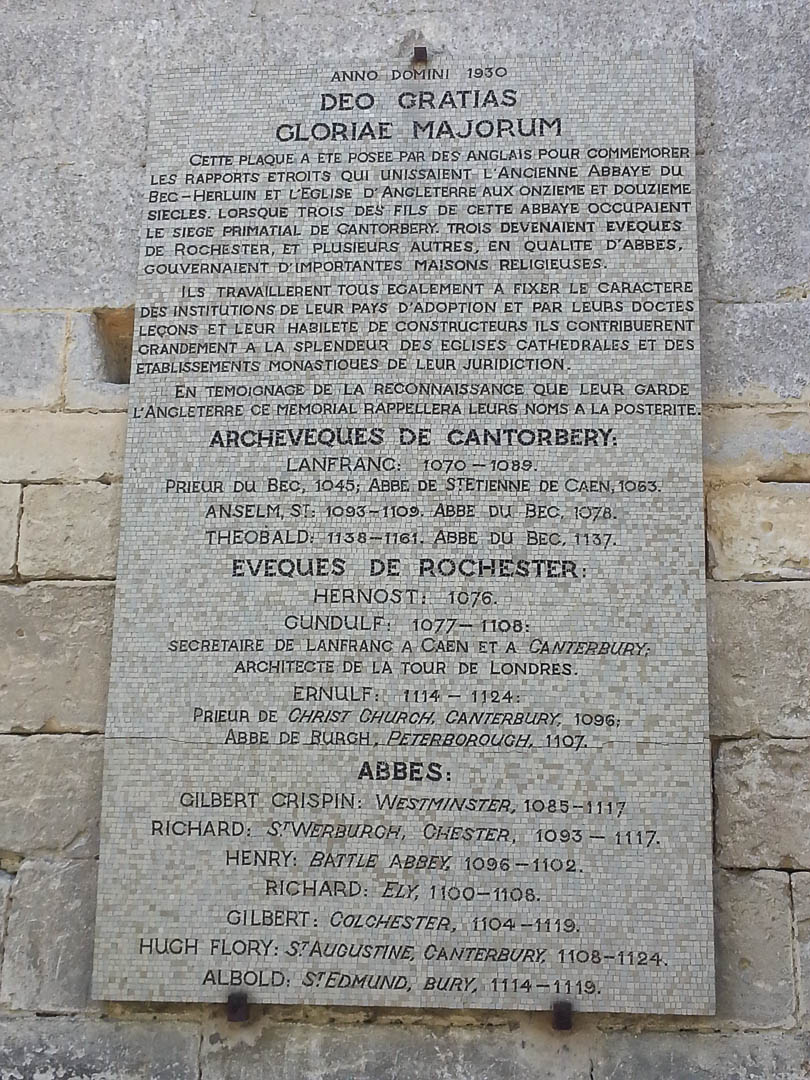 ANNO DOMINI 1930
DEO GRATIAS
GLORIAE MAJORUM
CETTE PLAQUE A ETE POSEE PAR DES ANGLAIS POUR COMMEMORER
LES RAPPORTS ETROITS QUI UNISSAIENT L'ANCIENNE ABBAYE DU
BEC-HERLUIN ET L'EGLISE D'ANGLETERRE AUX ONZIEME ET DOUZIEME
SIECLES. LORSQUE TROIS DES FILS DE CETTE ABBAYE OCCUPAIENT
LE SIEGE PRIMATIAL DE CANTORBERY. TROIS DEVENAIENT EVEQUES
DE ROCHESTER, ET PLUSIEURS AUTRES, EN QUALITE D'ABBES,
GOUVERNAIENT D'IMPORTANTES MAISONS RELIGIEUSES.
ILS TRAVAILLERENT TOUS EGALEMENT A FIXER LE CARACTERE
DES INSTITUTIONS DE LEUR PAYS D'ADOPTION ET PAR LEURS DOCTES
LEÇONS ET LEUR HABILETE DE CONSTRUCTEURS ILS CONTRIBUERENT
GRANDEMENT A LA SPLENDEUR DES EGLISES CATHEDRALES ET DES
ETABLISSEMENTS MONASTIQUES DE LEUR JURIDICTION.
EN TEMOIGNAGE DE LA RECONNAISSANCE QUE LEUR GARDE
L'ANGLETERRE CE MEMORIAL RAPPELLERA LEURS NOMS A LA POSTERITE.
ARCHEVEQUES DE CANTORBERY:
LANFRANC: 1070-1089.
PRIEUR DU BEC, 1045; ABBE DE ST ETIENNE DE CAEN, 1063.
ANSELM, ST: 1093-1109. ABBE DU BEC, 1078.
THEOBALD: 1138-1161. ABBE DU BEC, 1137.
EVEQUES DE ROCHESTER:
HERNOST: 1076.
GUNDULF: 1077-1108:
SECRETAIRE DE LANFRANC A CAEN ET A CANTERBURY;
ARCHITECTE DE LA TOUR DE LONDRES.
ERNULF: 1114-1124:
PRIEUR DE CHRIST CHURCH, CANTERBURY, 1096;
ABBE DE BURGH, PETERBOROUGH, 1107.
ABBES:
GILBERT CRISPIN: WESTMINSTER, 1085-1117
RICHARD: ST WERBURGH, CHESTER, 1093-1117.
HENRY: BATTLE ABBEY, 1096-1102.
RICHARD: ELY, 1100-1108.
GILBERT: COLCHESTER, 1104-1119.
HUGH FLORY: ST AUGUSTINE, CANTERBURY, 1108-1124.
ALBOLD: ST EDMUND, BURY, 1114-1119.